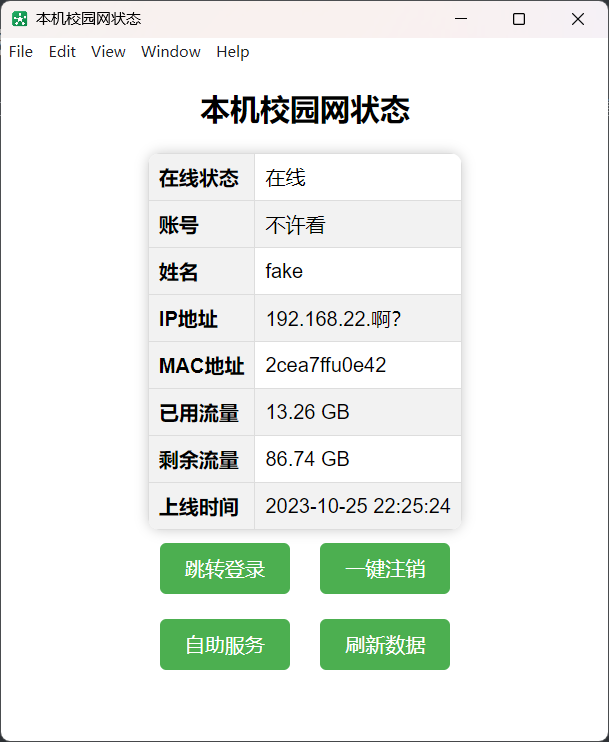 本机校园网状态
File Edit View Window Help
本机校园网状态
在线状态 在线
账号 不许看
姓名 fake
IP地址 192.168.22.啊?
MAC地址 2cea7ffu0e42
已用流量 13.26 GB
剩余流量 86.74 GB
上线时间 2023-10-25 22:25:24
跳转登录 一键注销
自助服务 刷新数据